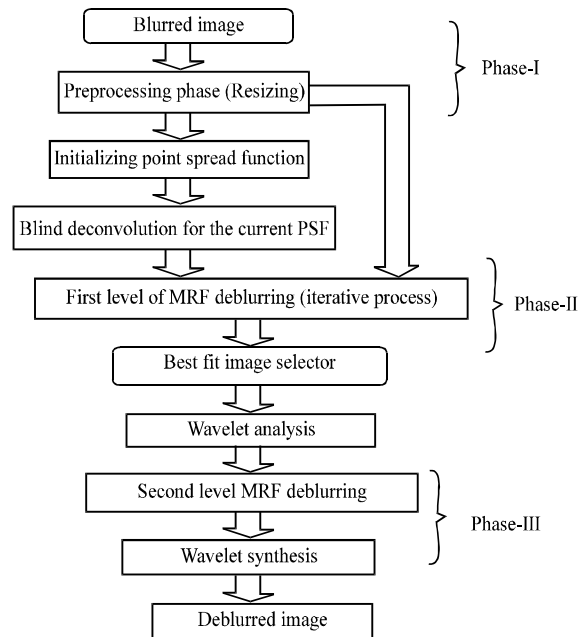 Blurred image
Phase-I
Preprocessing phase (Resizing)
Initializing point spread function
Blind deconvolution for the current PSF
First level of MRF deblurring (iterative process)
Phase-II
Best fit image selector
Wavelet analysis
Second level MRF deblurring
Phase-III
Wavelet synthesis
Deblurred image